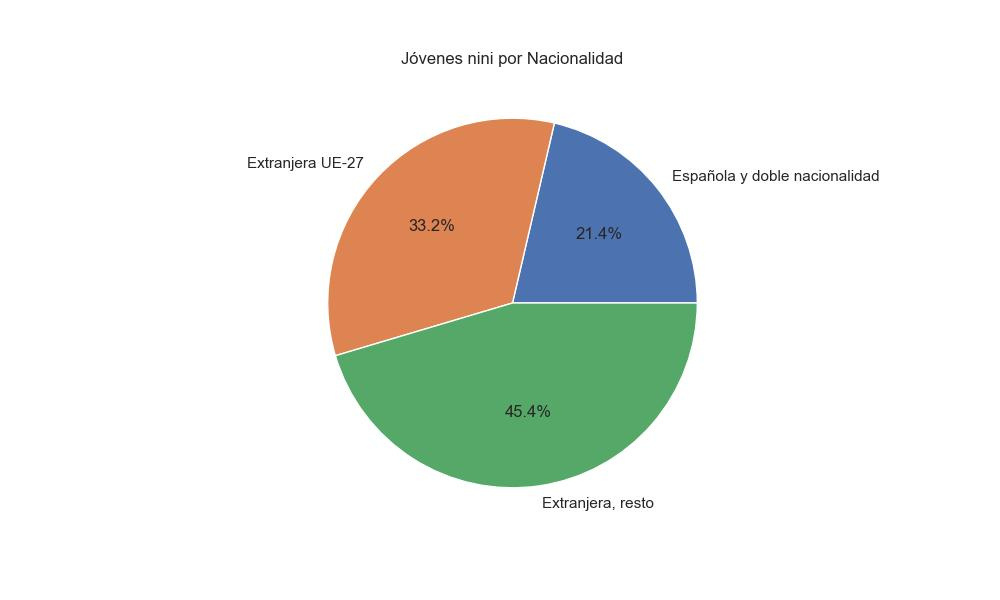 Jóvenes nini por Nacionalidad
Extranjera UE-27
Española y doble nacionalidad
33.2%
21.4%
45.4%
Extranjera, resto